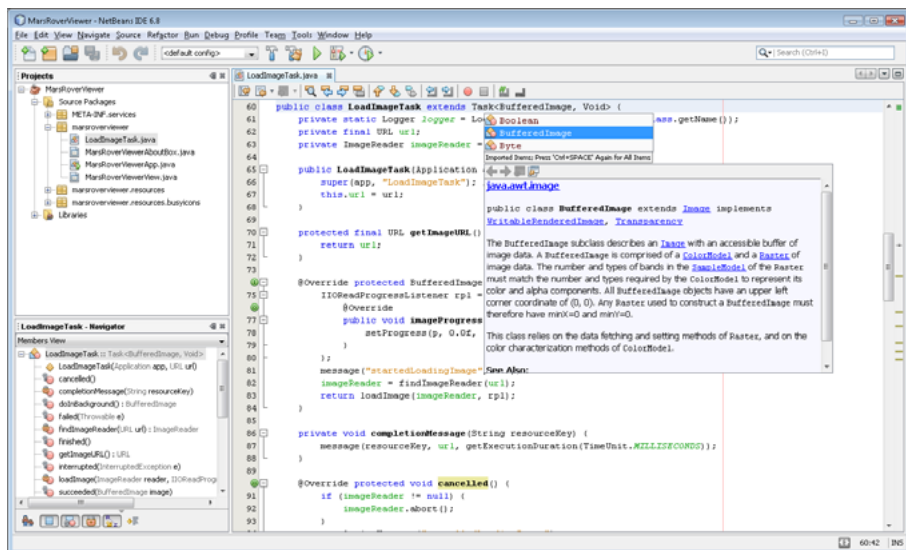 MarsRoverViewer - NetBeans IDE 6.8
File Edit View Navigate Source Refactor Run Debug Profile Team Tools Window Help
<default config>
Search (Ctrl+I)
Projects
MarsRoverViewer
Source Packages
META-INF.services
marsroverviewer
LoadImageTask.java
MarsRoverViewerAboutBox.java
MarsRoverViewerApp.java
MarsRoverViewerView.java
marsroverviewer.resources
marsroverviewer.resources.busyicons
Libraries
LoadImageTask - Navigator
Members View
LoadImageTask :: Task<BufferedImage, Void>
LoadImageTask(Application app, URL url)
cancelled()
completionMessage(String resourceKey)
doInBackground() : BufferedImage
failed(Throwable e)
findImageReader(URL url) : ImageReader
finished()
getImageURL() : URL
interrupted(InterruptedException e)
loadImage(ImageReader reader, IIOReadProg
succeeded(BufferedImage image)
LoadImageTask.java
60 public class LoadImageTask extends Task<BufferedImage, Void> {
61 private static Logger logger = Lo ass.getName());
62 private final URL url;
63 private ImageReader imageReader =
64
65 public LoadImageTask(Application
66 super(app, "LoadImageTask");
67 this.url = url;
68 }
69
70 protected final URL getImageURL()
71 return url;
72 }
73
@Override protected BufferedImage
75 IIOReadProgressListener rpl =
@Override
77 public void imageProgress
78 setProgress(p, 0.0f,
79 }
80 };
81 message("startedLoadingImage"
82 imageReader = findImageReader(url);
83 return loadImage(imageReader, rpl);
84 }
85
86 private void completionMessage(String resourceKey) {
87 message(resourceKey, url, getExecutionDuration(TimeUnit.MILLISECONDS));
88 }
89
@Override protected void cancelled() {
91 if (imageReader != null) {
92 imageReader.abort();
93 }
Boolean
BufferedImage
Byte
Imported Items; Press 'Ctrl+SPACE' Again for All Items
java.awt.image
public class BufferedImage extends Image implements
WritableRenderedImage, Transparency
The BufferedImage subclass describes an Image with an accessible buffer of
image data. A BufferedImage is comprised of a ColorModel and a Raster of
image data. The number and types of bands in the SampleModel of the Raster
must match the number and types required by the ColorModel to represent its
color and alpha components. All BufferedImage objects have an upper left
corner coordinate of (0, 0). Any Raster used to construct a BufferedImage must
therefore have minX=0 and minY=0.
This class relies on the data fetching and setting methods of Raster, and on the
color characterization methods of ColorModel.
See Also:
60:42 INS